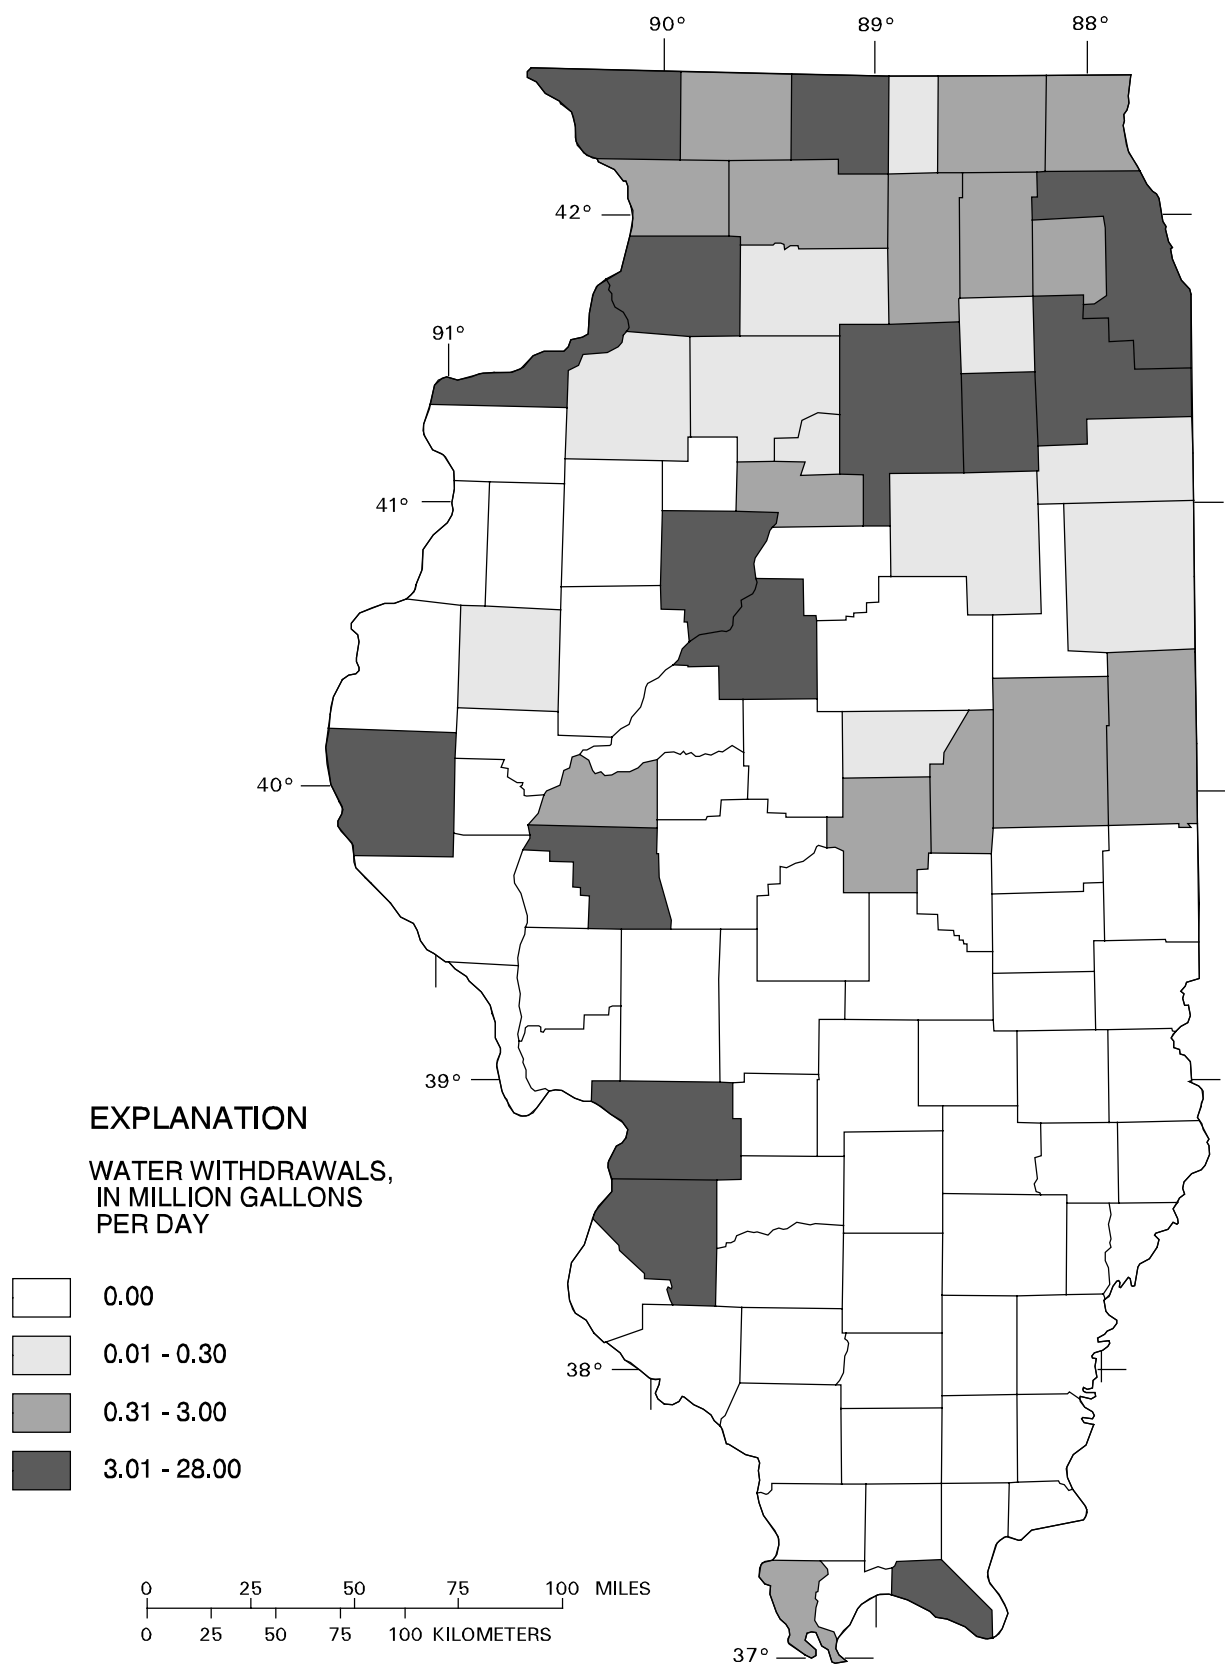 90° 89° 88°
42°
91°
41°
40°
39°
EXPLANATION
WATER WITHDRAWALS,
IN MILLION GALLONS
PER DAY
0.00
0.01 - 0.30
38°
0.31 - 3.00
3.01 - 28.00
0 25 50 75 100 MILES
0 25 50 75 100 KILOMETERS
37°